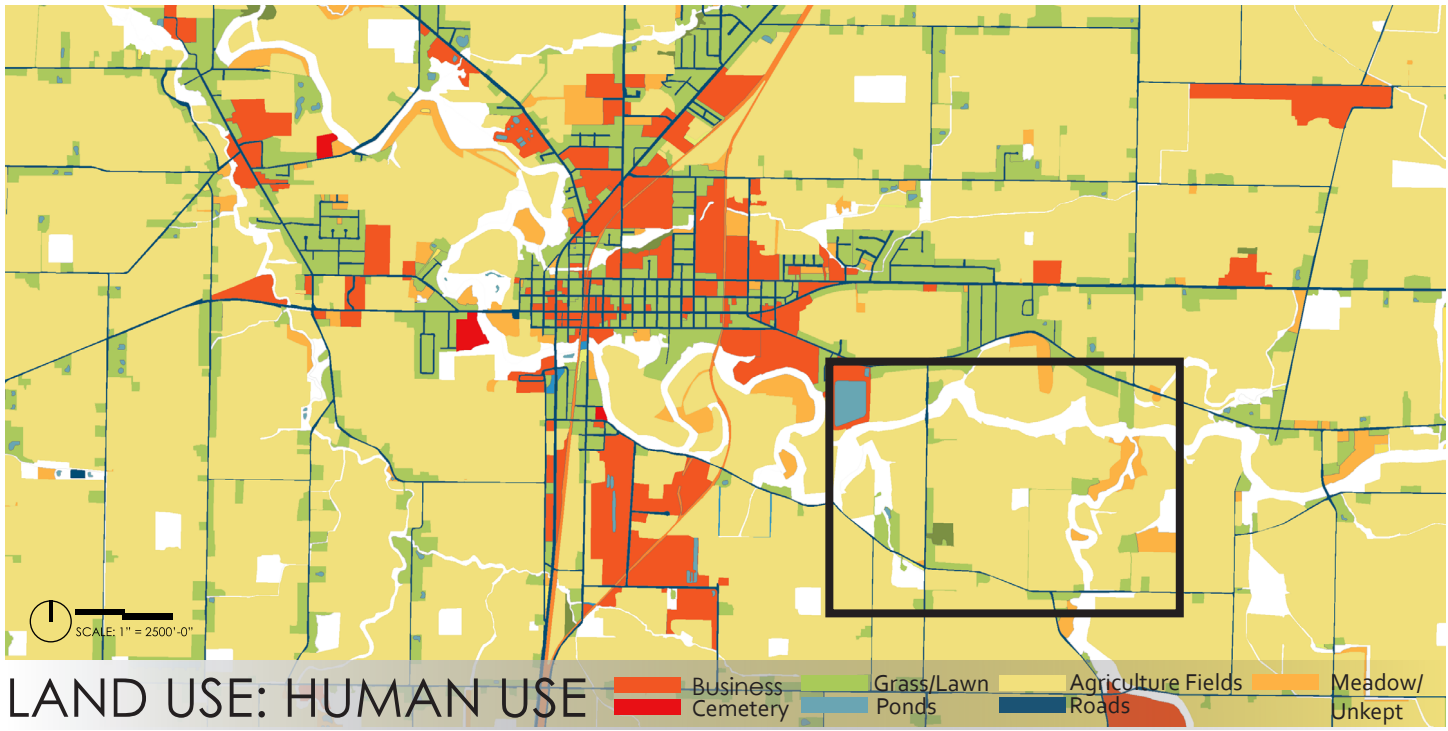 SCALE: 1" = 2500'-0"
LAND USE: HUMAN USE
Business
Cemetery
Grass/Lawn
Ponds
Agriculture Fields
Roads
Meadow/
Unkept